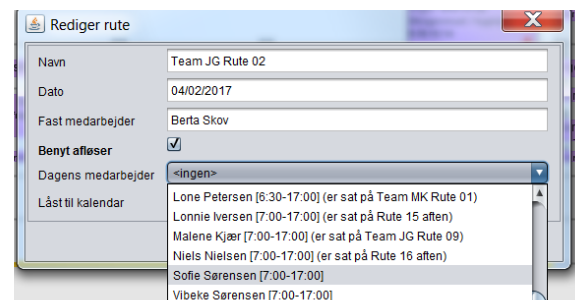 Rediger rute
Navn Team JG Rute 02
Dato 04/02/2017
Fast medarbejder Berta Skov
Benyt afløser
Dagens medarbejder <ingen>
Låst til kalendar
Lone Petersen [6:30-17:00] (er sat på Team MK Rute 01)
Lonnie Iversen [7:00-17:00] (er sat på Rute 15 aften)
Malene Kjær [7:00-17:00] (er sat på Team JG Rute 09)
Niels Nielsen [7:00-17:00] (er sat på Rute 16 aften)
Sofie Sørensen [7:00-17:00]
Vibeke Sørensen [7:00-17:00]